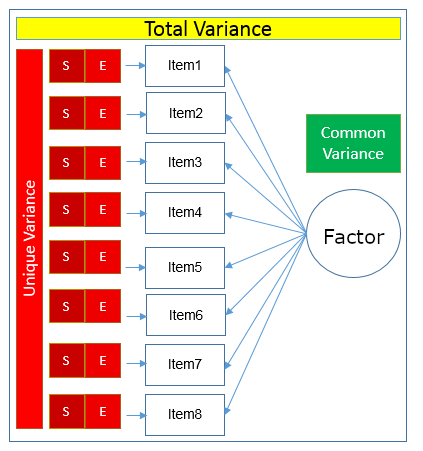 Total Variance
Unique Variance
S E Item1
S E Item2
S E Item3
S E Item4
S E Item5
S E Item6
S E Item7
S E Item8
Common
Variance
Factor